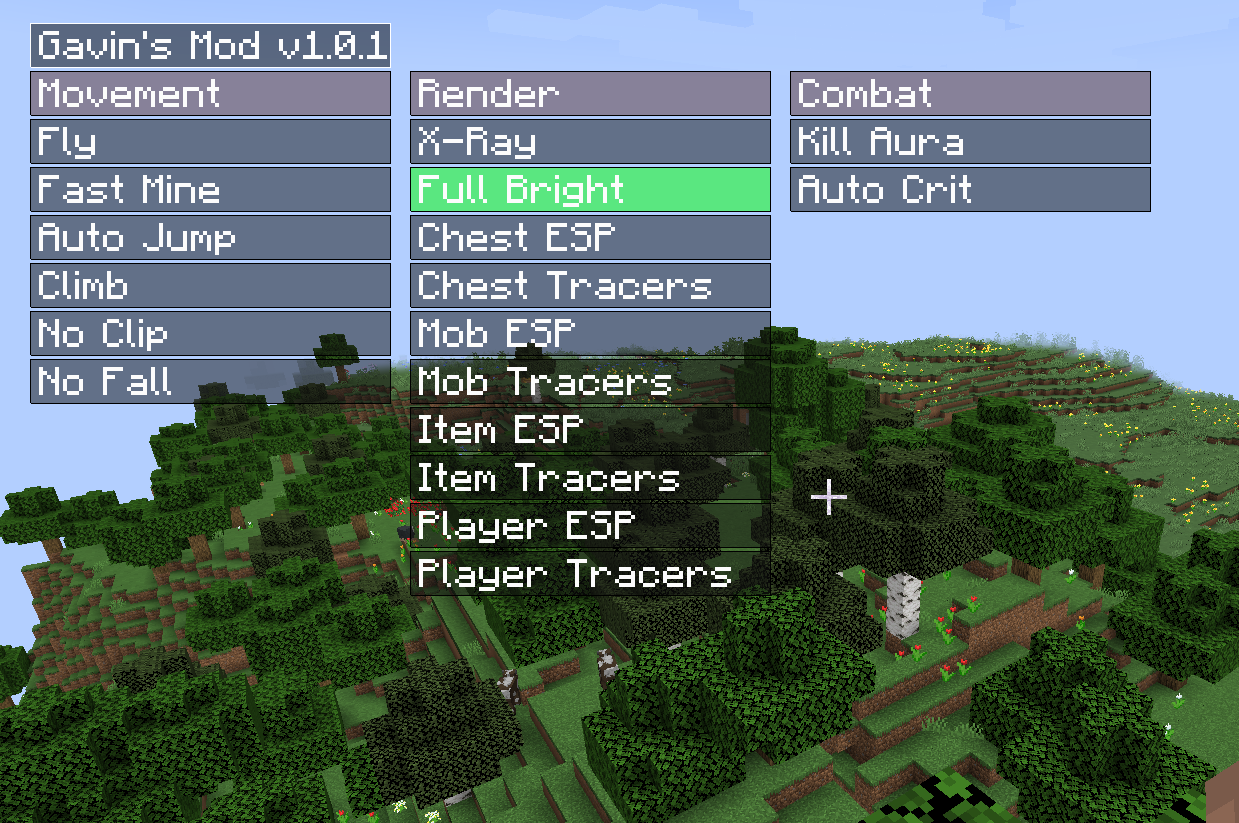 Gavin's Mod v1.0.1
Movement
Fly
Fast Mine
Auto Jump
Climb
No Clip
No Fall
Render
X-Ray
Full Bright
Chest ESP
Chest Tracers
Mob ESP
Mob Tracers
Item ESP
Item Tracers
Player ESP
Player Tracers
Combat
Kill Aura
Auto Crit